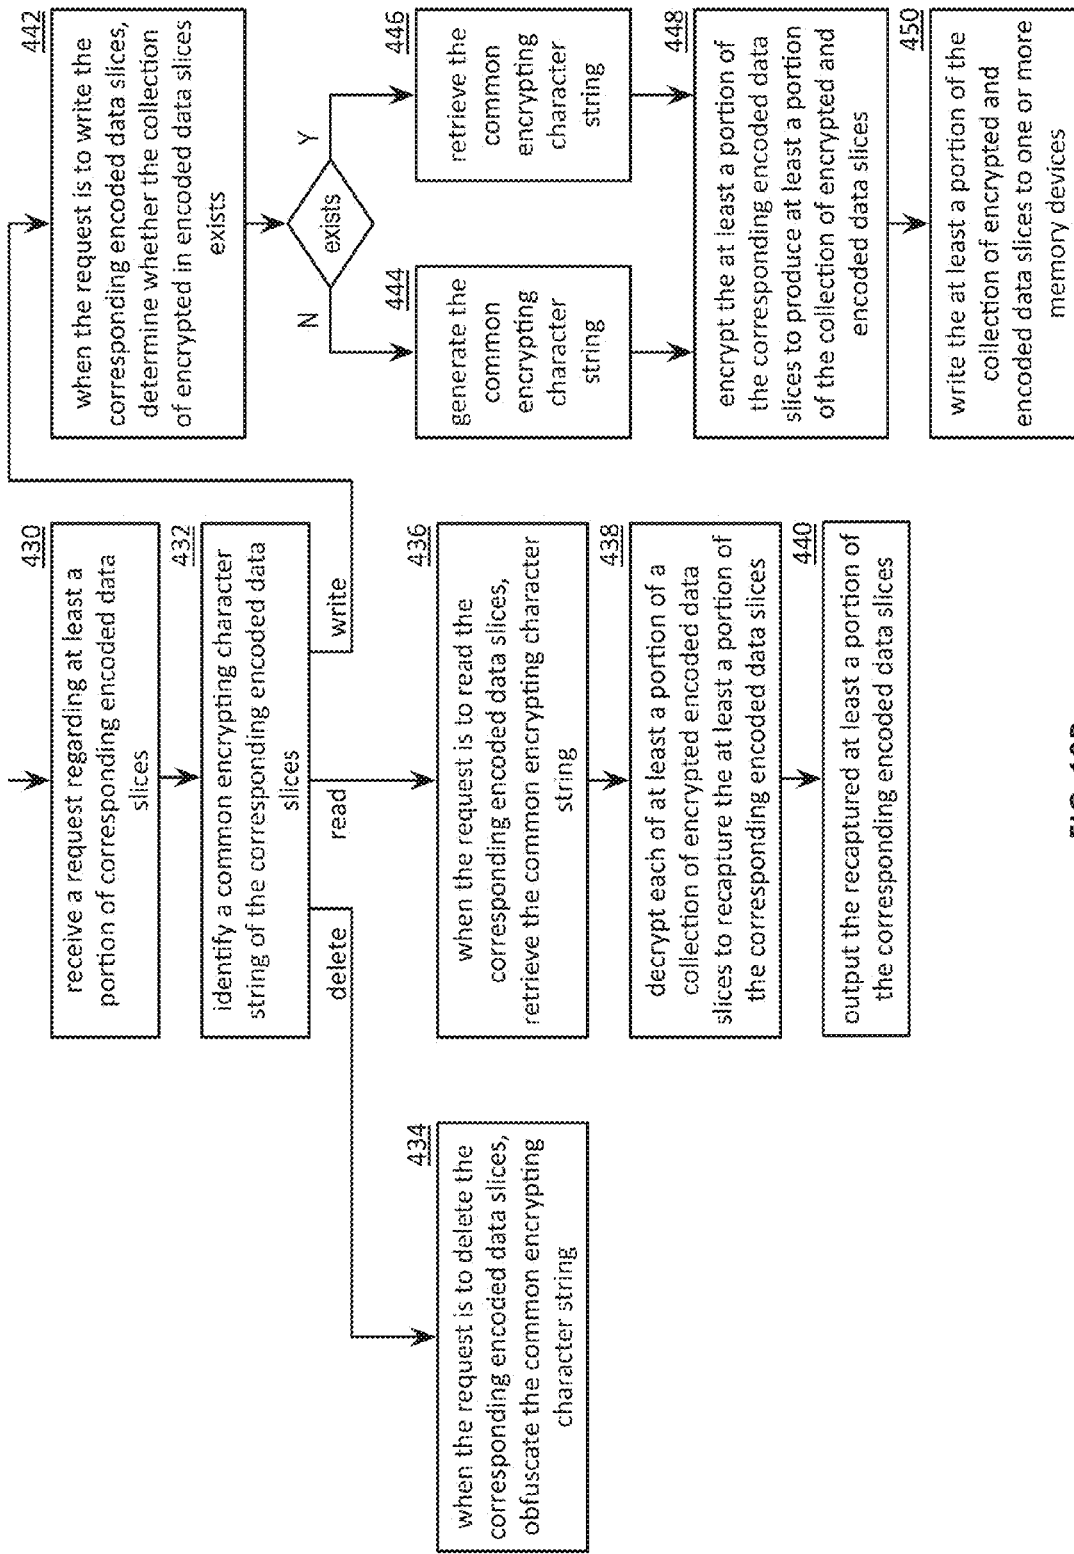 430
receive a request regarding at least a
portion of corresponding encoded data
slices
432
identify a common encrypting character
string of the corresponding encoded data
slices
delete
read
write
434
when the request is to delete the
corresponding encoded data slices,
obfuscate the common encrypting
character string
436
when the request is to read the
corresponding encoded data slices,
retrieve the common encrypting character
string
438
decrypt each of at least a portion of a
collection of encrypted encoded data
slices to recapture the at least a portion of
the corresponding encoded data slices
440
output the recaptured at least a portion of
the corresponding encoded data slices
442
when the request is to write the
corresponding encoded data slices,
determine whether the collection
of encrypted in encoded data slices
exists
exists
N
Y
444
generate the
common
encrypting
character
string
446
retrieve the
common
encrypting
character
string
448
encrypt the at least a portion of
the corresponding encoded data
slices to produce at least a portion
of the collection of encrypted and
encoded data slices
450
write the at least a portion of the
collection of encrypted and
encoded data slices to one or more
memory devices